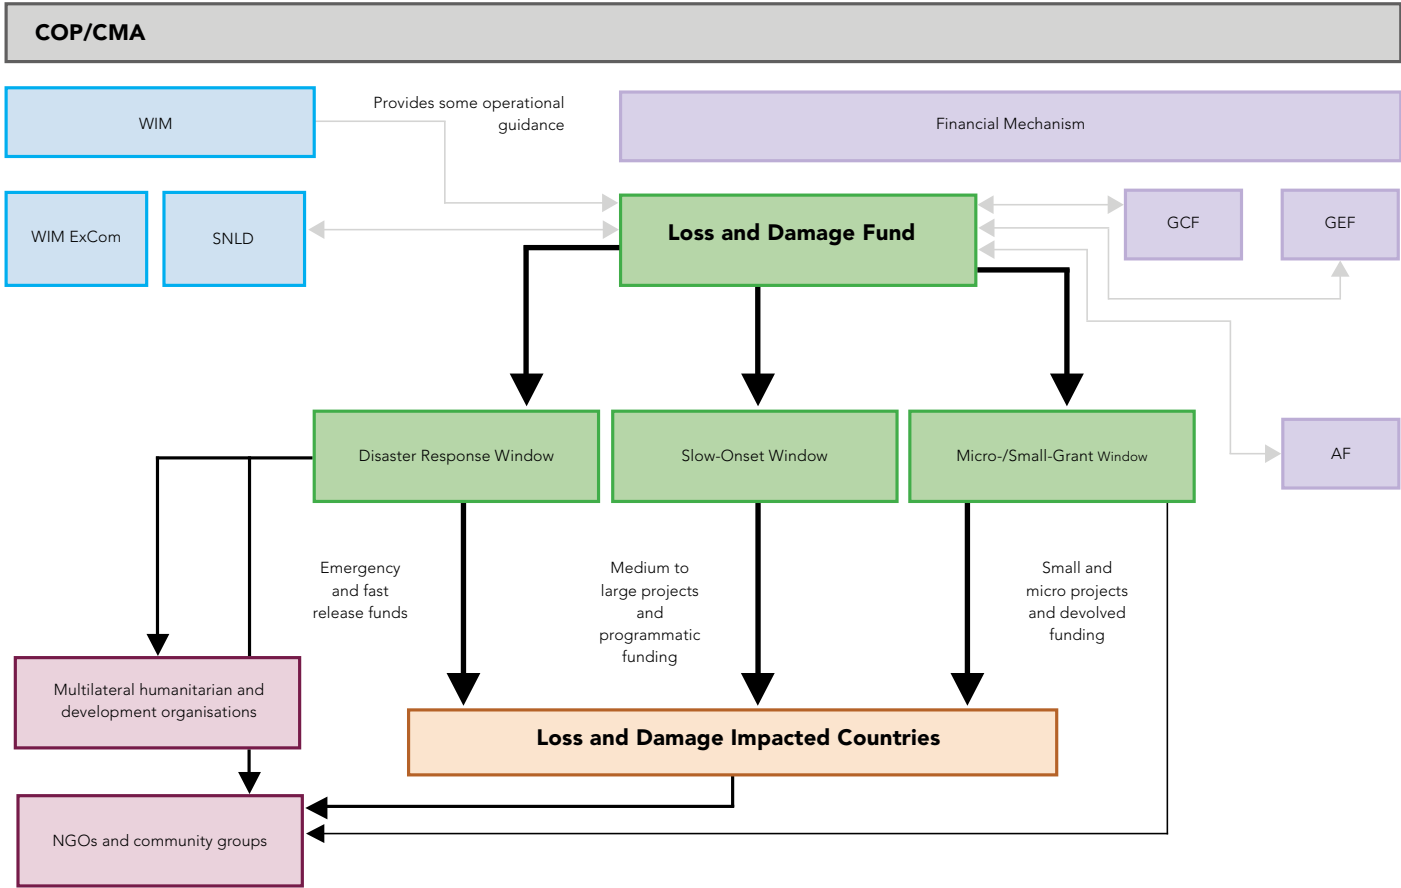 COP/CMA
WIM
Provides some operational
guidance
Financial Mechanism
WIM ExCom
SNLD
Loss and Damage Fund
GCF
GEF
Disaster Response Window
Slow-Onset Window
Micro-/Small-Grant Window
AF
Emergency
and fast
release funds
Medium to
large projects
and
programmatic
funding
Small and
micro projects
and devolved
funding
Multilateral humanitarian and
development organisations
Loss and Damage Impacted Countries
NGOs and community groups